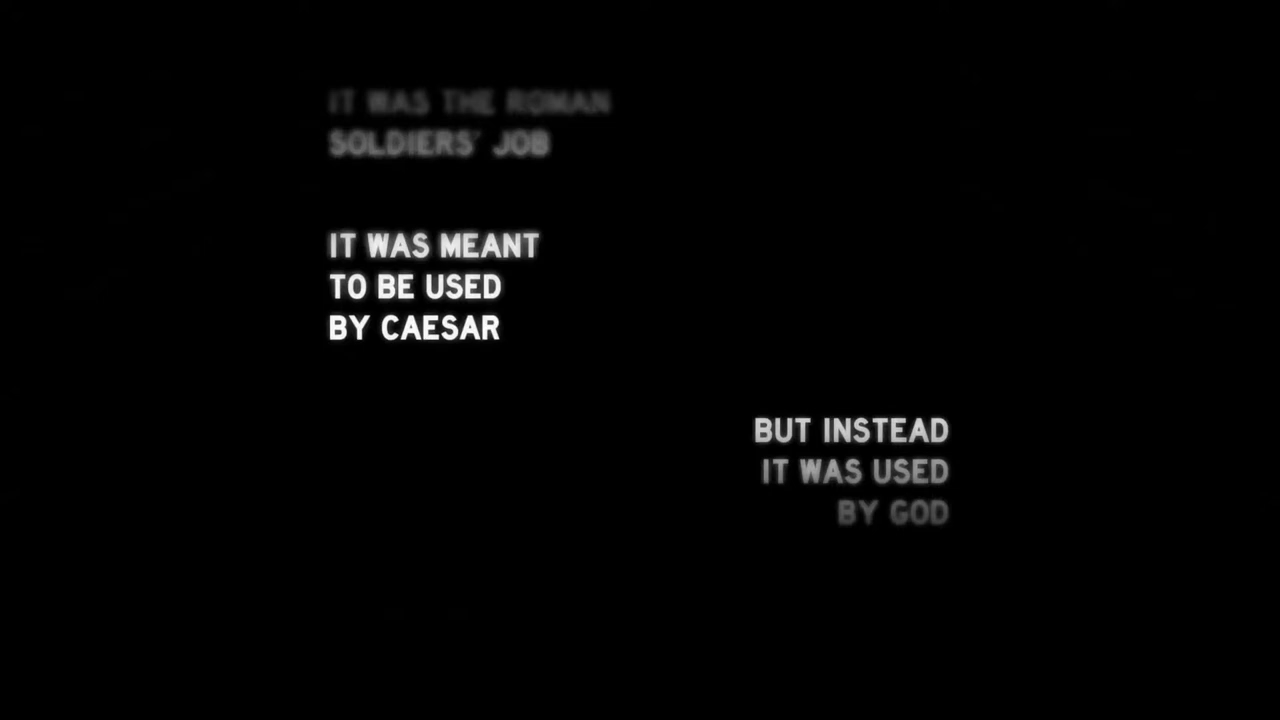 IT WAS THE ROMAN
SOLDIERS' JOB
IT WAS MEANT
TO BE USED
BY CAESAR
BUT INSTEAD
IT WAS USED
BY GOD